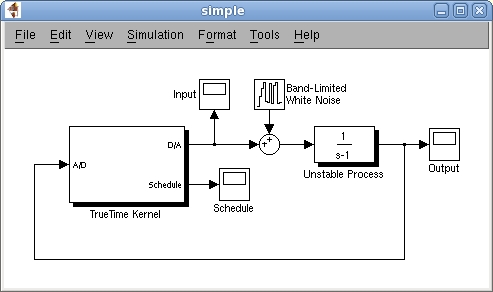 simple
File Edit View Simulation Format Tools Help
Input
Band-Limited
White Noise
D/A
A/D
Schedule
TrueTime Kernel
Schedule
++
1
s-1
Unstable Process
Output